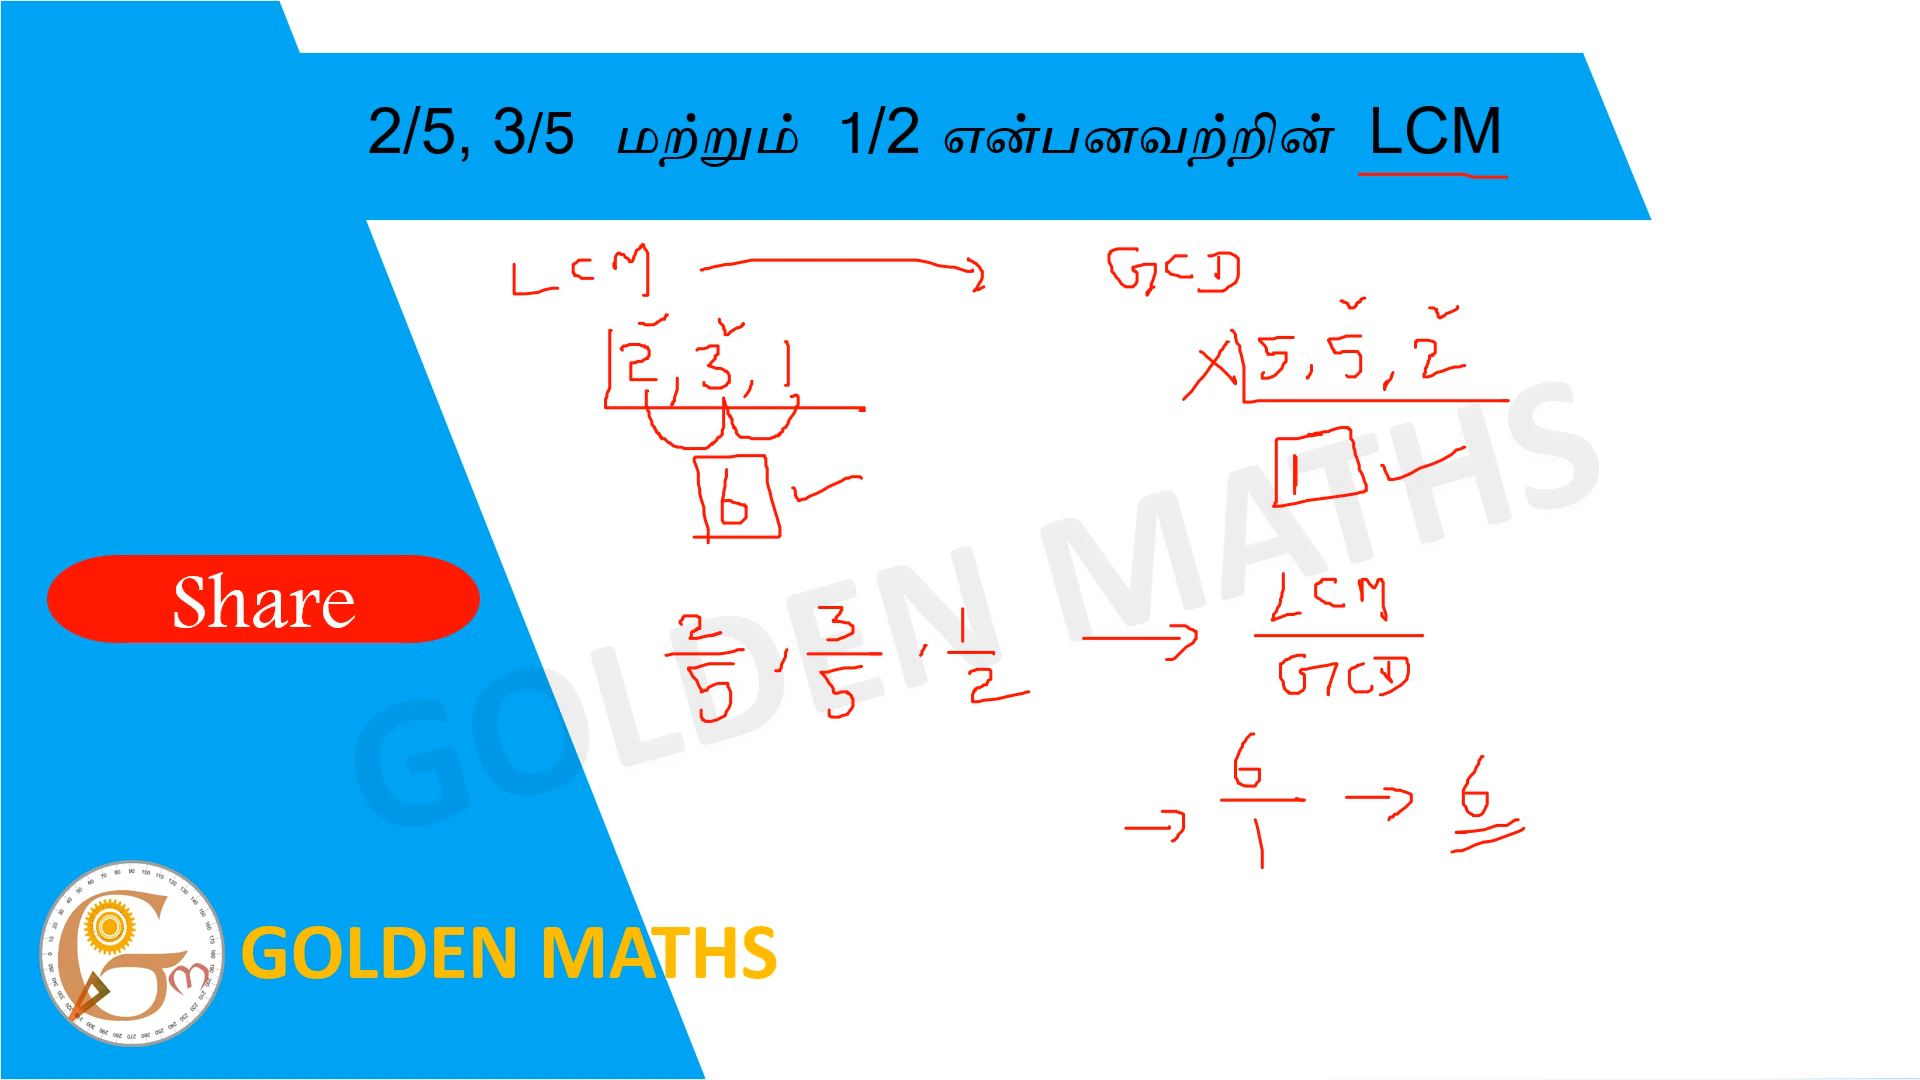 2/5, 3/5 மற்றும் 1/2 என்பனவற்றின் LCM
LCM → GCD
2, 3, 1
5, 5, 2
6
1
2/5, 3/5, 1/2 → LCM/GCD
→ 6/1 → 6
Share
GOLDEN MATHS
GOLDEN MATHS